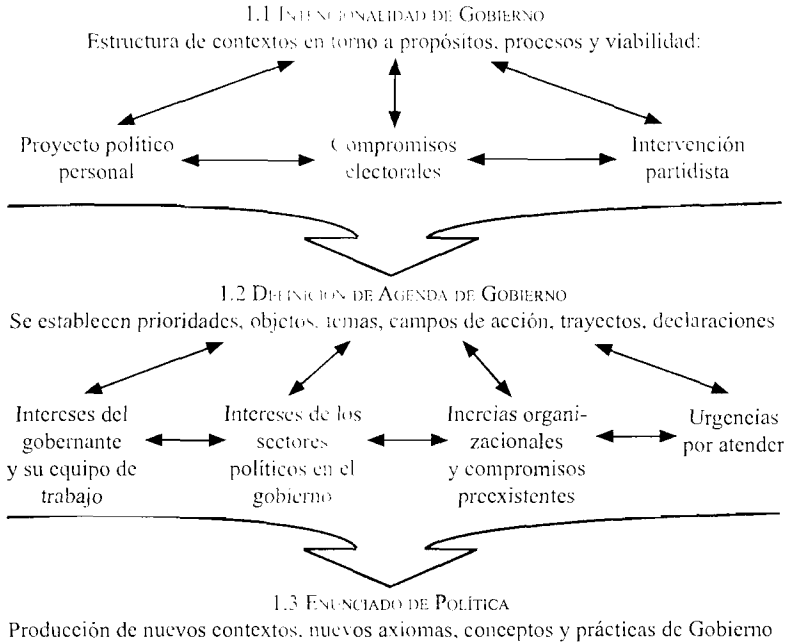 1.1 INTENCIONALIDAD DE GOBIERNO
Estructura de contextos en torno a propósitos, procesos y viabilidad:
Proyecto político
personal
Compromisos
electorales
Intervención
partidista
1.2 DEFINICIÓN DE AGENDA DE GOBIERNO
Se establecen prioridades, objetos, temas, campos de acción, trayectos, declaraciones
Intereses del
gobernante
y su equipo de
trabajo
Intereses de los
sectores
políticos en el
gobierno
Inercias organi-
zacionales
y compromisos
preexistentes
Urgencias
por atender
1.3 ENUNCIADO DE POLÍTICA
Producción de nuevos contextos, nuevos axiomas, conceptos y prácticas de Gobierno